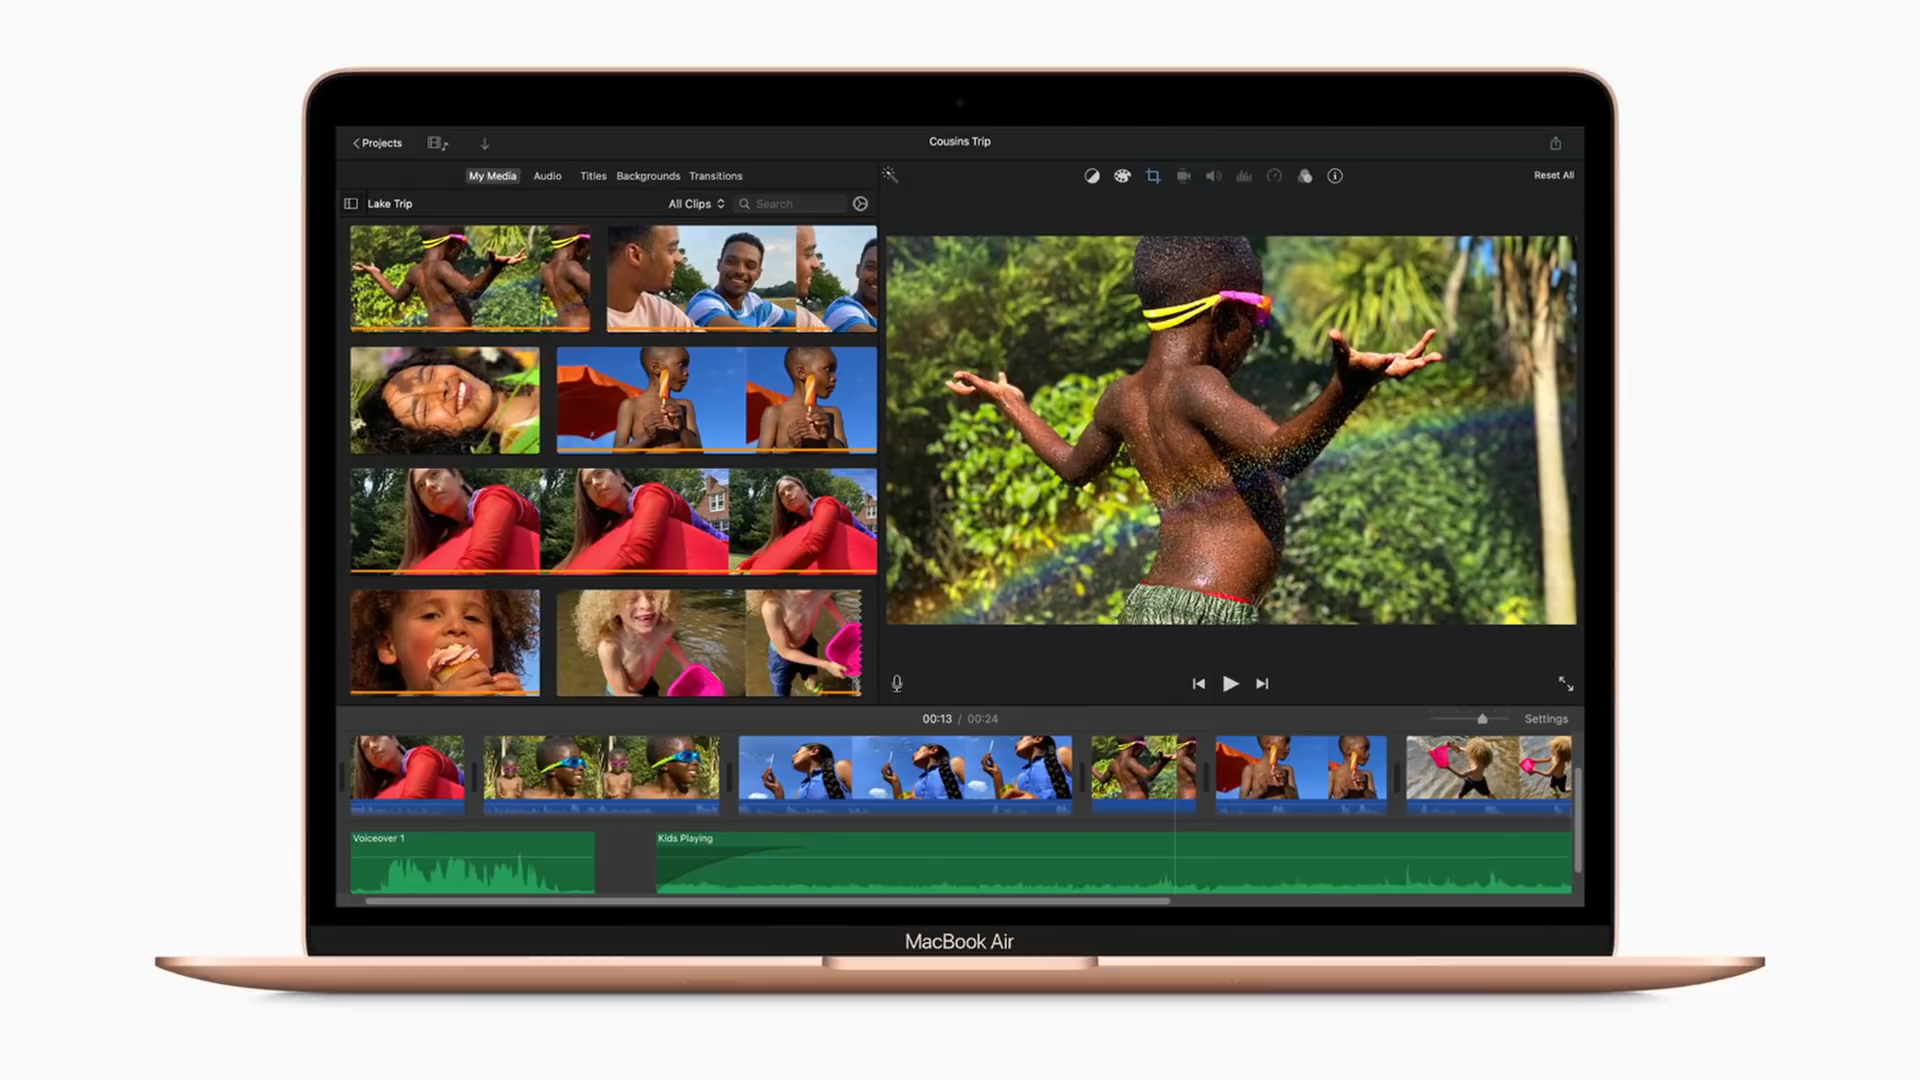 Projects
Cousins Trip
My Media
Audio
Titles
Backgrounds
Transitions
Reset All
Lake Trip
All Clips
Search
00:13 / 00:24
Settings
Voiceover 1
Kids Playing
MacBook Air